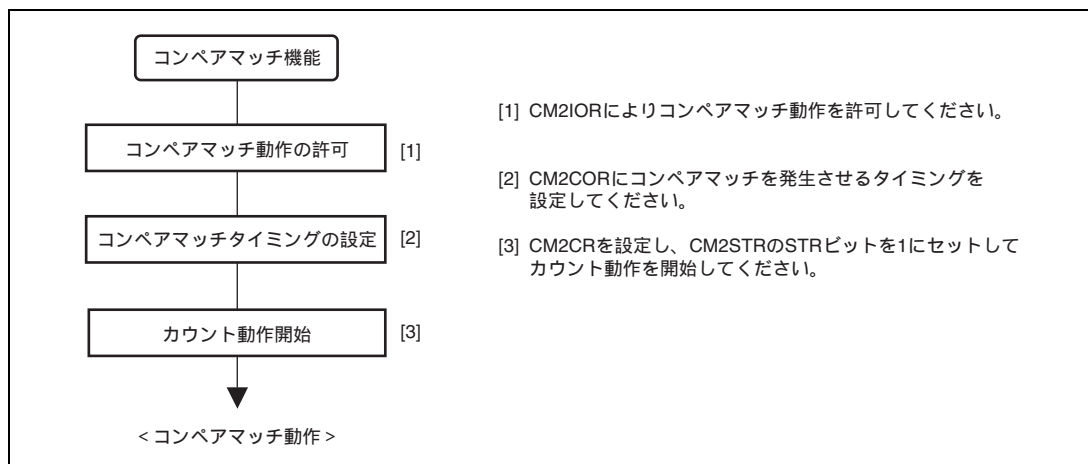 コンペアマッチ機能
コンペアマッチ動作の許可 [1]
コンペアマッチタイミングの設定 [2]
カウント動作開始 [3]
< コンペアマッチ動作 >
[1] CM2IORによりコンペアマッチ動作を許可してください。
[2] CM2CORにコンペアマッチを発生させるタイミングを
設定してください。
[3] CM2CRを設定し、CM2STRのSTRビットを1にセットして
カウント動作を開始してください。